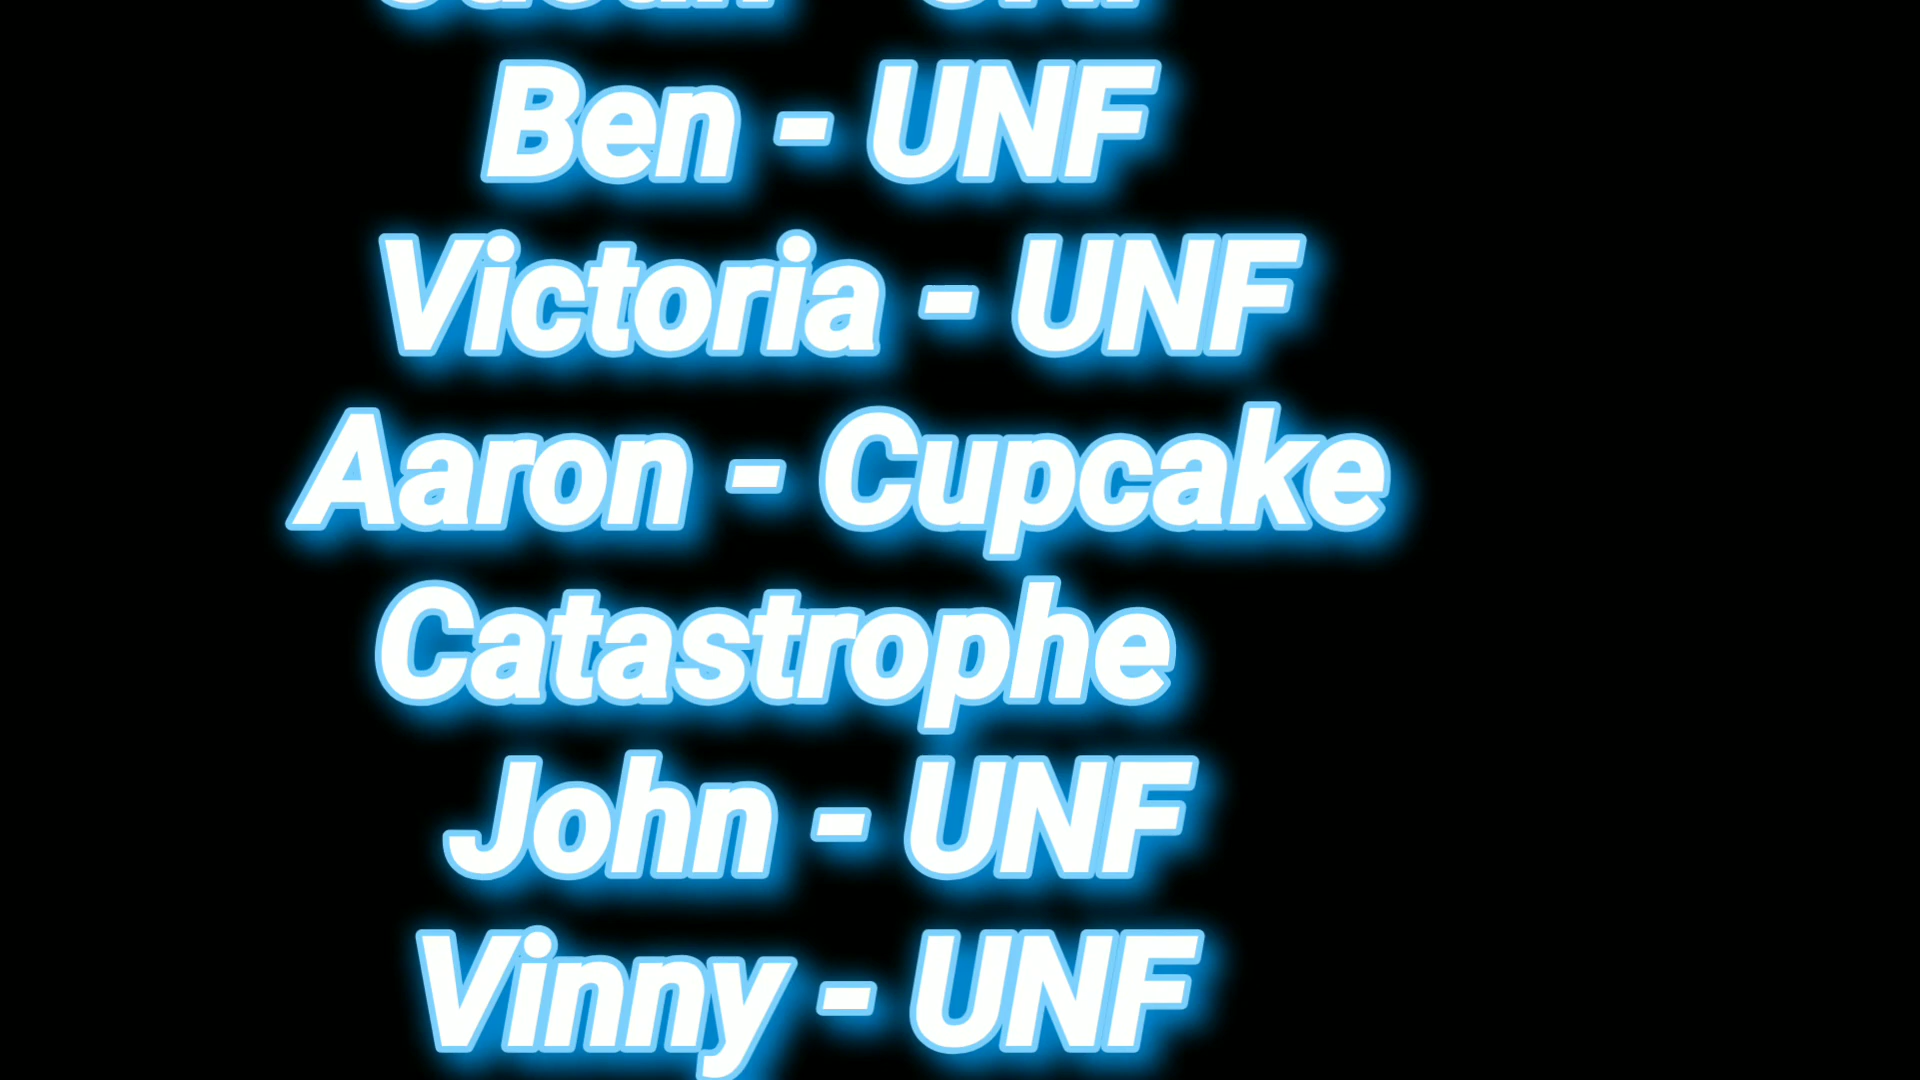 Ben - UNF
Victoria - UNF
Aaron - Cupcake
Catastrophe
John - UNF
Vinny - UNF